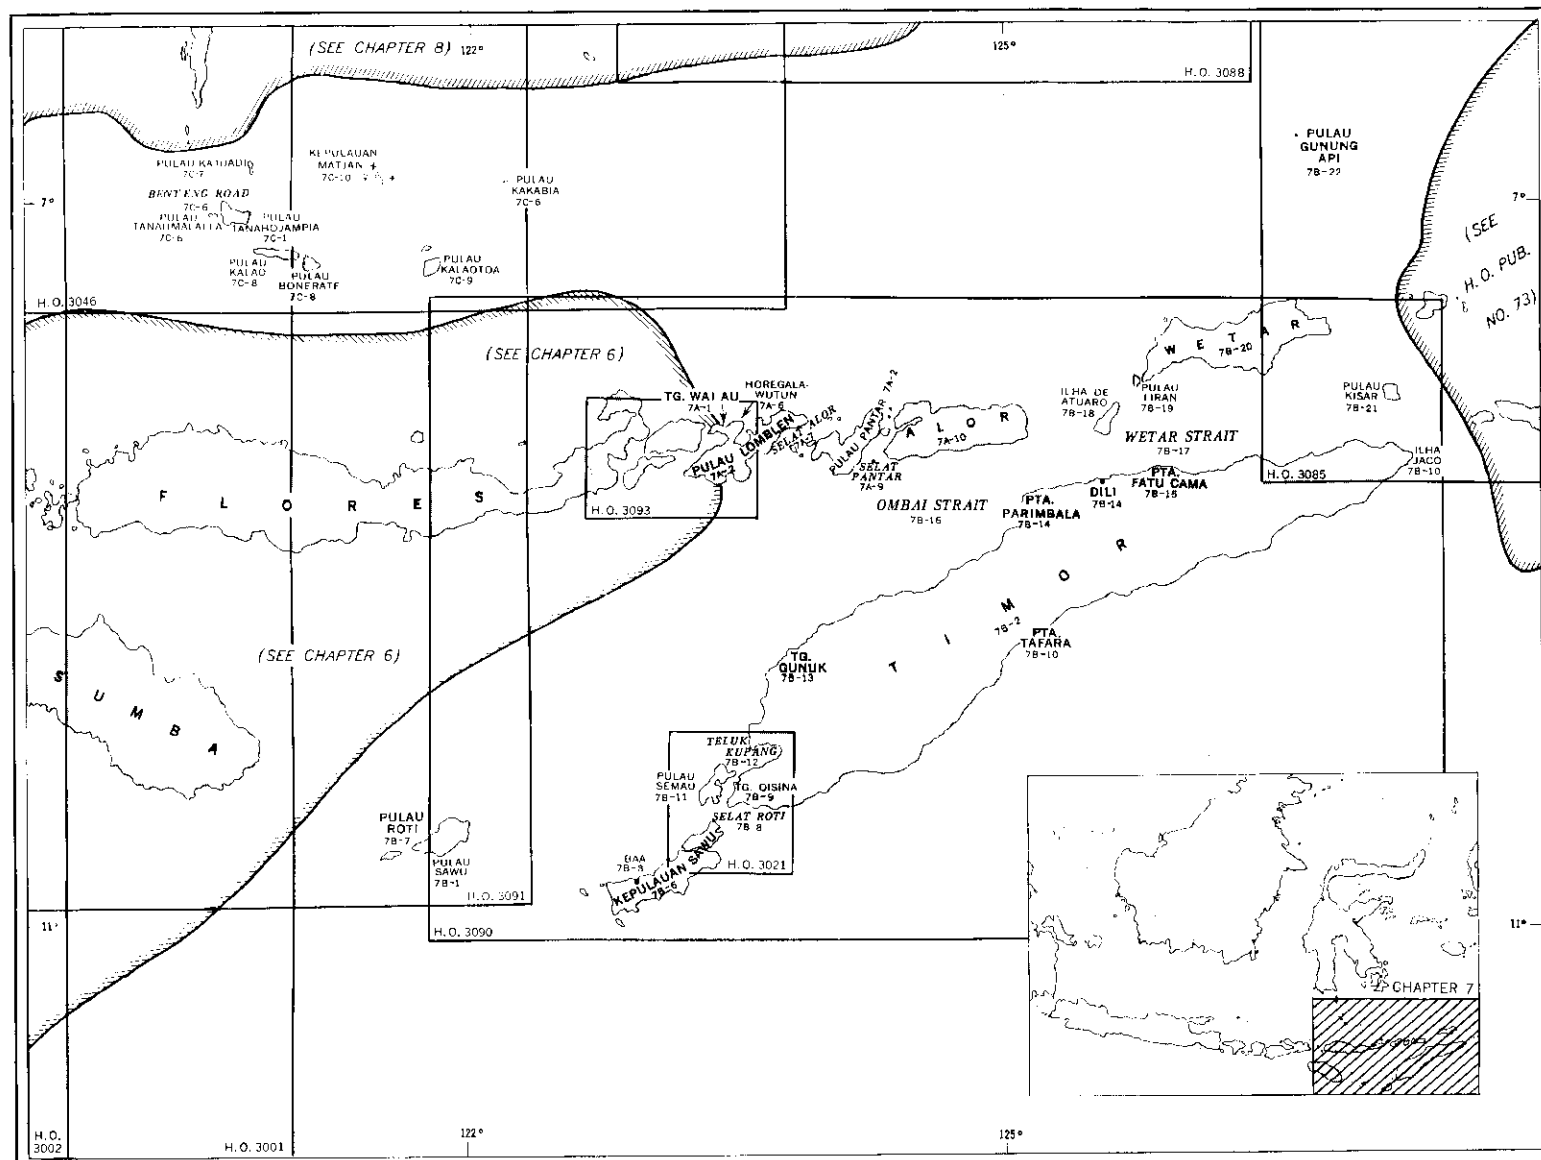 (SEE CHAPTER 8)
122°
125°
H.O. 3088
PULAU
GUNUNG
API
7B-22
PULAU KAJUADI
7C-7
KEPULAUAN
MATJAN
7C-10
BENTENG ROAD
7C-6
PULAU
KAKABIA
7C-6
7°
7°
PULAU
TANAHMALALA
7C-6
PULAU
TANAHDJAMPIA
7C-1
(SEE
H.O. PUB.
NO. 73)
PULAU
KALAO
7C-8
PULAU
BONERATE
7C-8
PULAU
KALAOTOA
7C-9
H.O. 3046
(SEE CHAPTER 6)
WETAR
7B-20
TG. WAI AU
7A-1
HOREGALA-
WUTUN
7A-6
PULAU LOMBLEN
7A-2
SELAT ALOR
7A-7
PULAU PANTAR 7A-2
ALOR
7A-10
SELAT
PANTAR
7A-9
ILHA DE
ATUARO
7B-18
PULAU
LIRAN
7B-19
PULAU
KISAR
7B-21
WETAR STRAIT
7B-17
ILHA
JACO
7B-10
H.O. 3085
FLORES
H.O. 3093
OMBAI STRAIT
7B-16
PTA.
PARIMBALA
7B-14
DILI
7B-14
PTA.
FATU CAMA
7B-15
TIMOR
7B-2
PTA.
TAFARA
7B-10
(SEE CHAPTER 6)
TG.
GUNUK
7B-13
SUMBA
TELUK
KUPANG
7B-12
PULAU
SEMAU
7B-11
TG. OISINA
7B-9
SELAT ROTI
7B 8
PULAU
ROTI
7B-7
PULAU
SAWU
7B-1
BAA
7B-8
KEPULAUAN SAWU
7B-6
H.O. 3021
H.O. 3091
H.O. 3090
11°
11°
CHAPTER 7
H.O.
3002
H.O. 3001
122°
125°